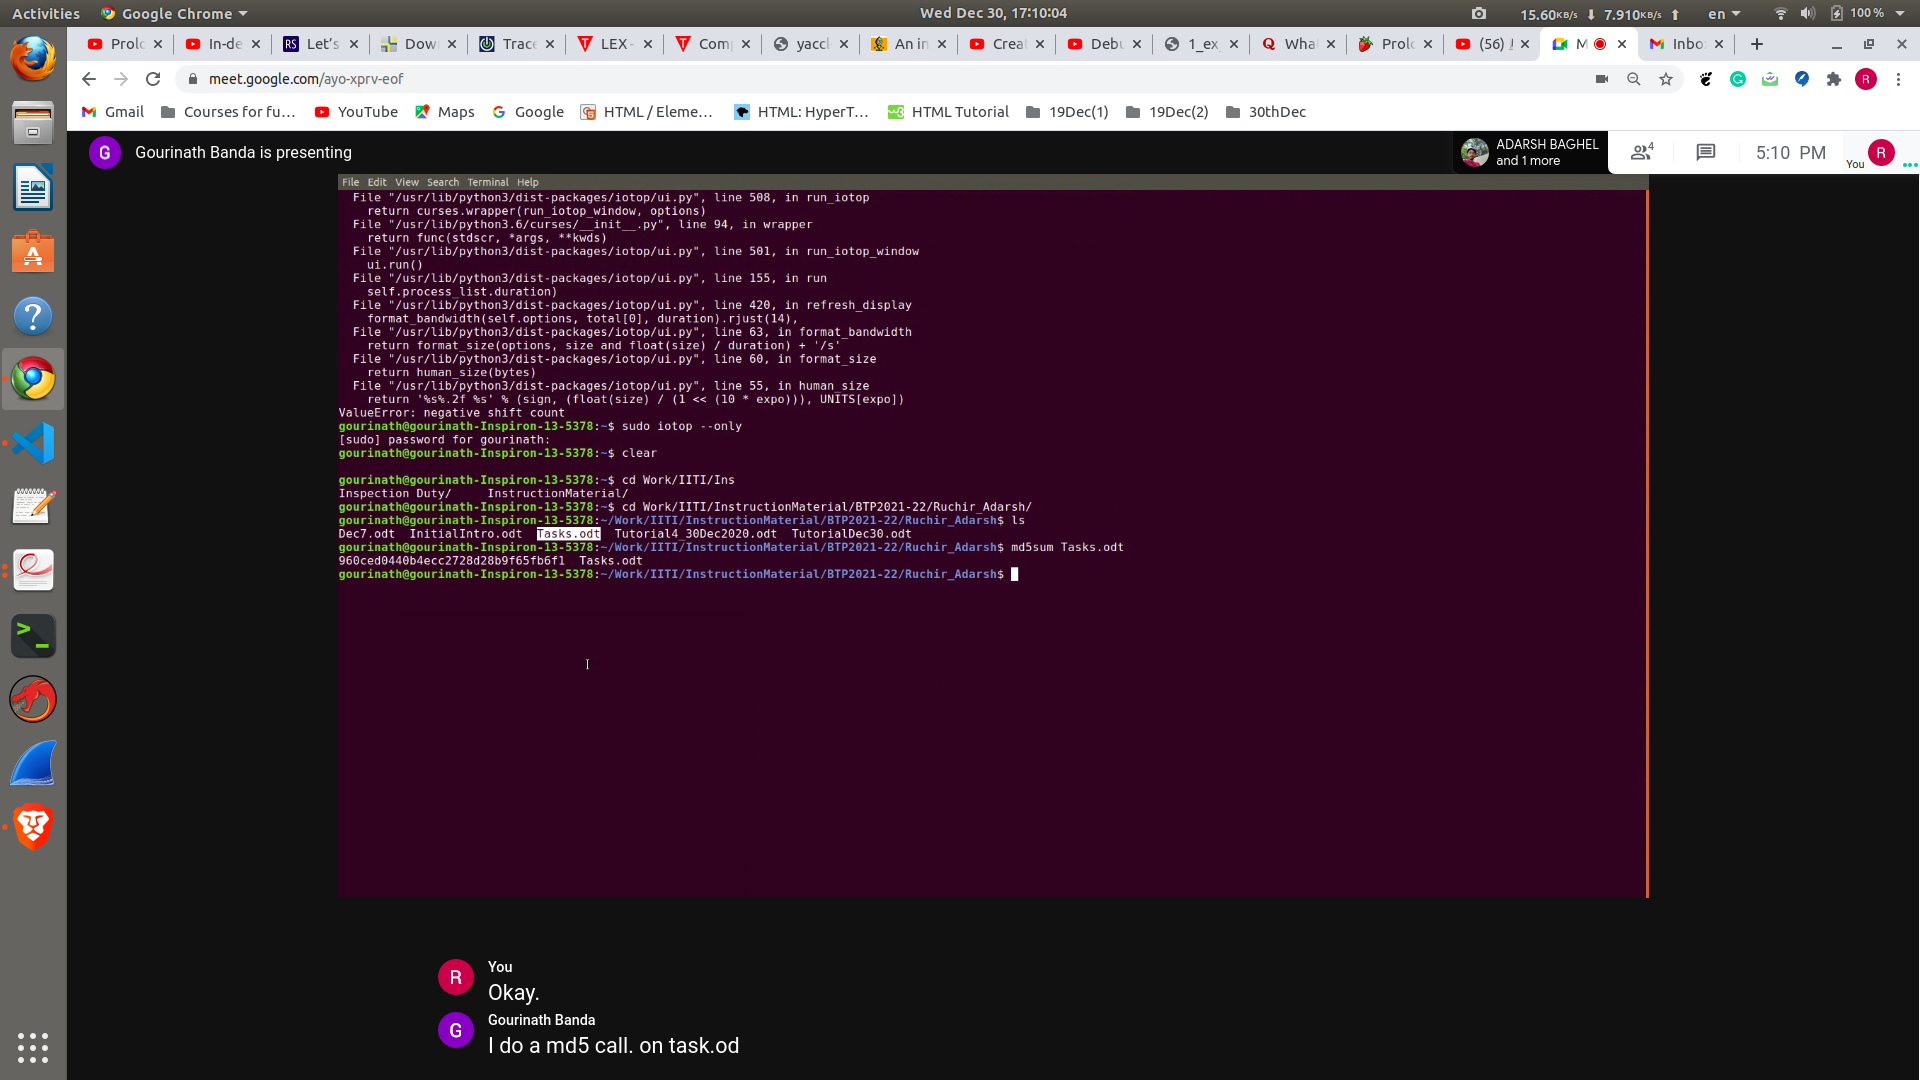 Activities Google Chrome Wed Dec 30, 17:10:04 15.60KB/s 7.910KB/s en 100 %
Prolo In-de RS Let's Dow Trace LEX - Com yaccl An in Crea Debu 1_ex Wha Prolo (56) M Inbo
meet.google.com/ayo-xprv-eof R
Gmail Courses for fu... YouTube Maps Google HTML / Eleme... HTML: HyperT... HTML Tutorial 19Dec(1) 19Dec(2) 30thDec
G Gourinath Banda is presenting ADARSH BAGHEL and 1 more 4 5:10 PM You R
File Edit View Search Terminal Help
File "/usr/lib/python3/dist-packages/iotop/ui.py", line 508, in run_iotop
return curses.wrapper(run_iotop_window, options)
File "/usr/lib/python3.6/curses/__init__.py", line 94, in wrapper
return func(stdscr, *args, **kwds)
File "/usr/lib/python3/dist-packages/iotop/ui.py", line 501, in run_iotop_window
ui.run()
File "/usr/lib/python3/dist-packages/iotop/ui.py", line 155, in run
self.process_list.duration)
File "/usr/lib/python3/dist-packages/iotop/ui.py", line 420, in refresh_display
format_bandwidth(self.options, total[0], duration).rjust(14),
File "/usr/lib/python3/dist-packages/iotop/ui.py", line 63, in format_bandwidth
return format_size(options, size and float(size) / duration) + '/s'
File "/usr/lib/python3/dist-packages/iotop/ui.py", line 60, in format_size
return human_size(bytes)
File "/usr/lib/python3/dist-packages/iotop/ui.py", line 55, in human_size
return '%s%.2f %s' % (sign, (float(size) / (1 << (10 * expo))), UNITS[expo])
ValueError: negative shift count
gourinath@gourinath-Inspiron-13-5378:~$ sudo iotop --only
[sudo] password for gourinath:
gourinath@gourinath-Inspiron-13-5378:~$ clear
gourinath@gourinath-Inspiron-13-5378:~$ cd Work/IITI/Ins
Inspection Duty/ InstructionMaterial/
gourinath@gourinath-Inspiron-13-5378:~$ cd Work/IITI/InstructionMaterial/BTP2021-22/Ruchir_Adarsh/
gourinath@gourinath-Inspiron-13-5378:~/Work/IITI/InstructionMaterial/BTP2021-22/Ruchir_Adarsh$ ls
Dec7.odt InitialIntro.odt Tasks.odt Tutorial4_30Dec2020.odt TutorialDec30.odt
gourinath@gourinath-Inspiron-13-5378:~/Work/IITI/InstructionMaterial/BTP2021-22/Ruchir_Adarsh$ md5sum Tasks.odt
960ced0440b4ecc2728d28b9f65fb6f1 Tasks.odt
gourinath@gourinath-Inspiron-13-5378:~/Work/IITI/InstructionMaterial/BTP2021-22/Ruchir_Adarsh$
R You
Okay.
G Gourinath Banda
I do a md5 call. on task.od